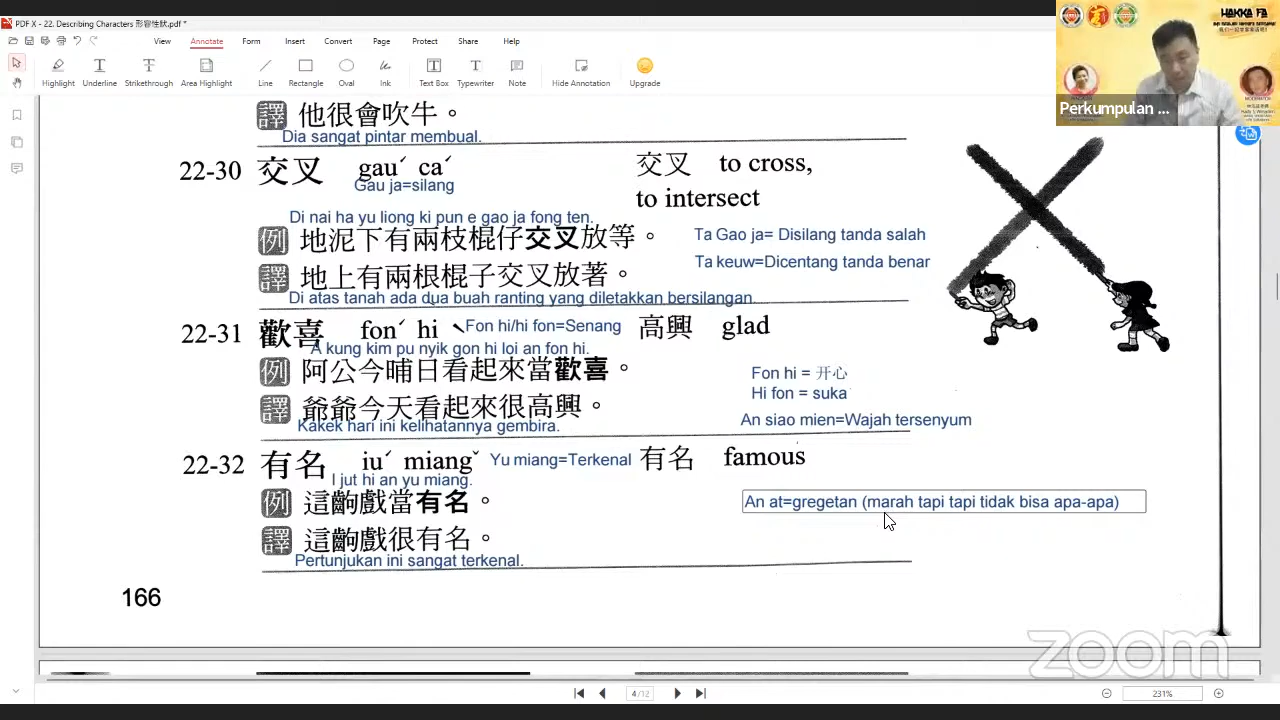 PDF X - 22. Describing Characters 形容性狀.pdf *
View Annotate Form Insert Convert Page Protect Share Help
Highlight Underline Strikethrough Area Highlight Line Rectangle Oval Ink Text Box Typewriter Note Hide Annotation Upgrade
HAKKA FA
Perkumpulan ...
譯 他很會吹牛。
Dia sangat pintar membual.
22-30 交叉 gauˊ caˊ 交叉 to cross,
to intersect
Gau ja=silang
Di nai ha yu liong ki pun e gao ja fong ten.
例 地泥下有兩枝棍仔交叉放等。
Ta Gao ja= Disilang tanda salah
譯 地上有兩根棍子交叉放著。
Ta keuw=Dicentang tanda benar
Di atas tanah ada dua buah ranting yang diletakkan bersilangan.
22-31 歡喜 fonˊ hiˋ Fon hi/hi fon=Senang 高興 glad
A kung kim pu nyik gon hi loi an fon hi.
例 阿公今晡日看起來當歡喜。
Fon hi = 开心
Hi fon = suka
譯 爺爺今天看起來很高興。
Kakek hari ini kelihatannya gembira.
An siao mien=Wajah tersenyum
22-32 有名 iuˊ miangˇ Yu miang=Terkenal 有名 famous
I jut hi an yu miang.
例 這齣戲當有名。
An at=gregetan (marah tapi tapi tidak bisa apa-apa)
譯 這齣戲很有名。
Pertunjukan ini sangat terkenal.
166
zoom
4 /12
231%